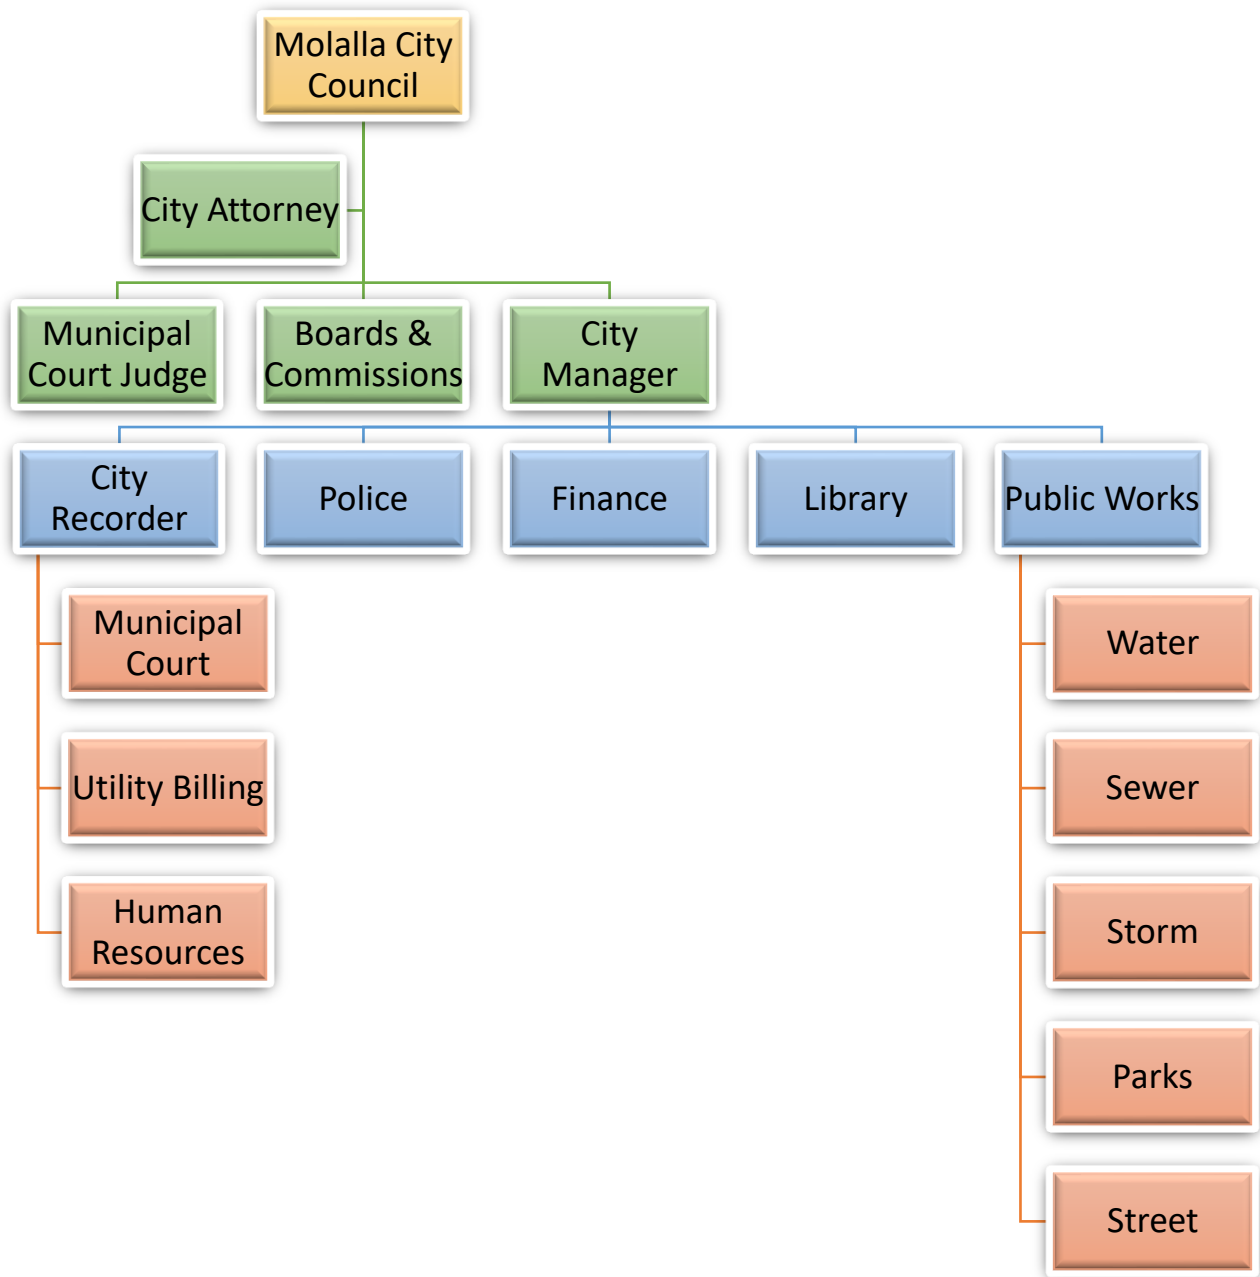 Molalla City
Council
City Attorney
Municipal
Court Judge
Boards &
Commissions
City
Manager
City
Recorder
Police
Finance
Library
Public Works
Municipal
Court
Utility Billing
Human
Resources
Water
Sewer
Storm
Parks
Street